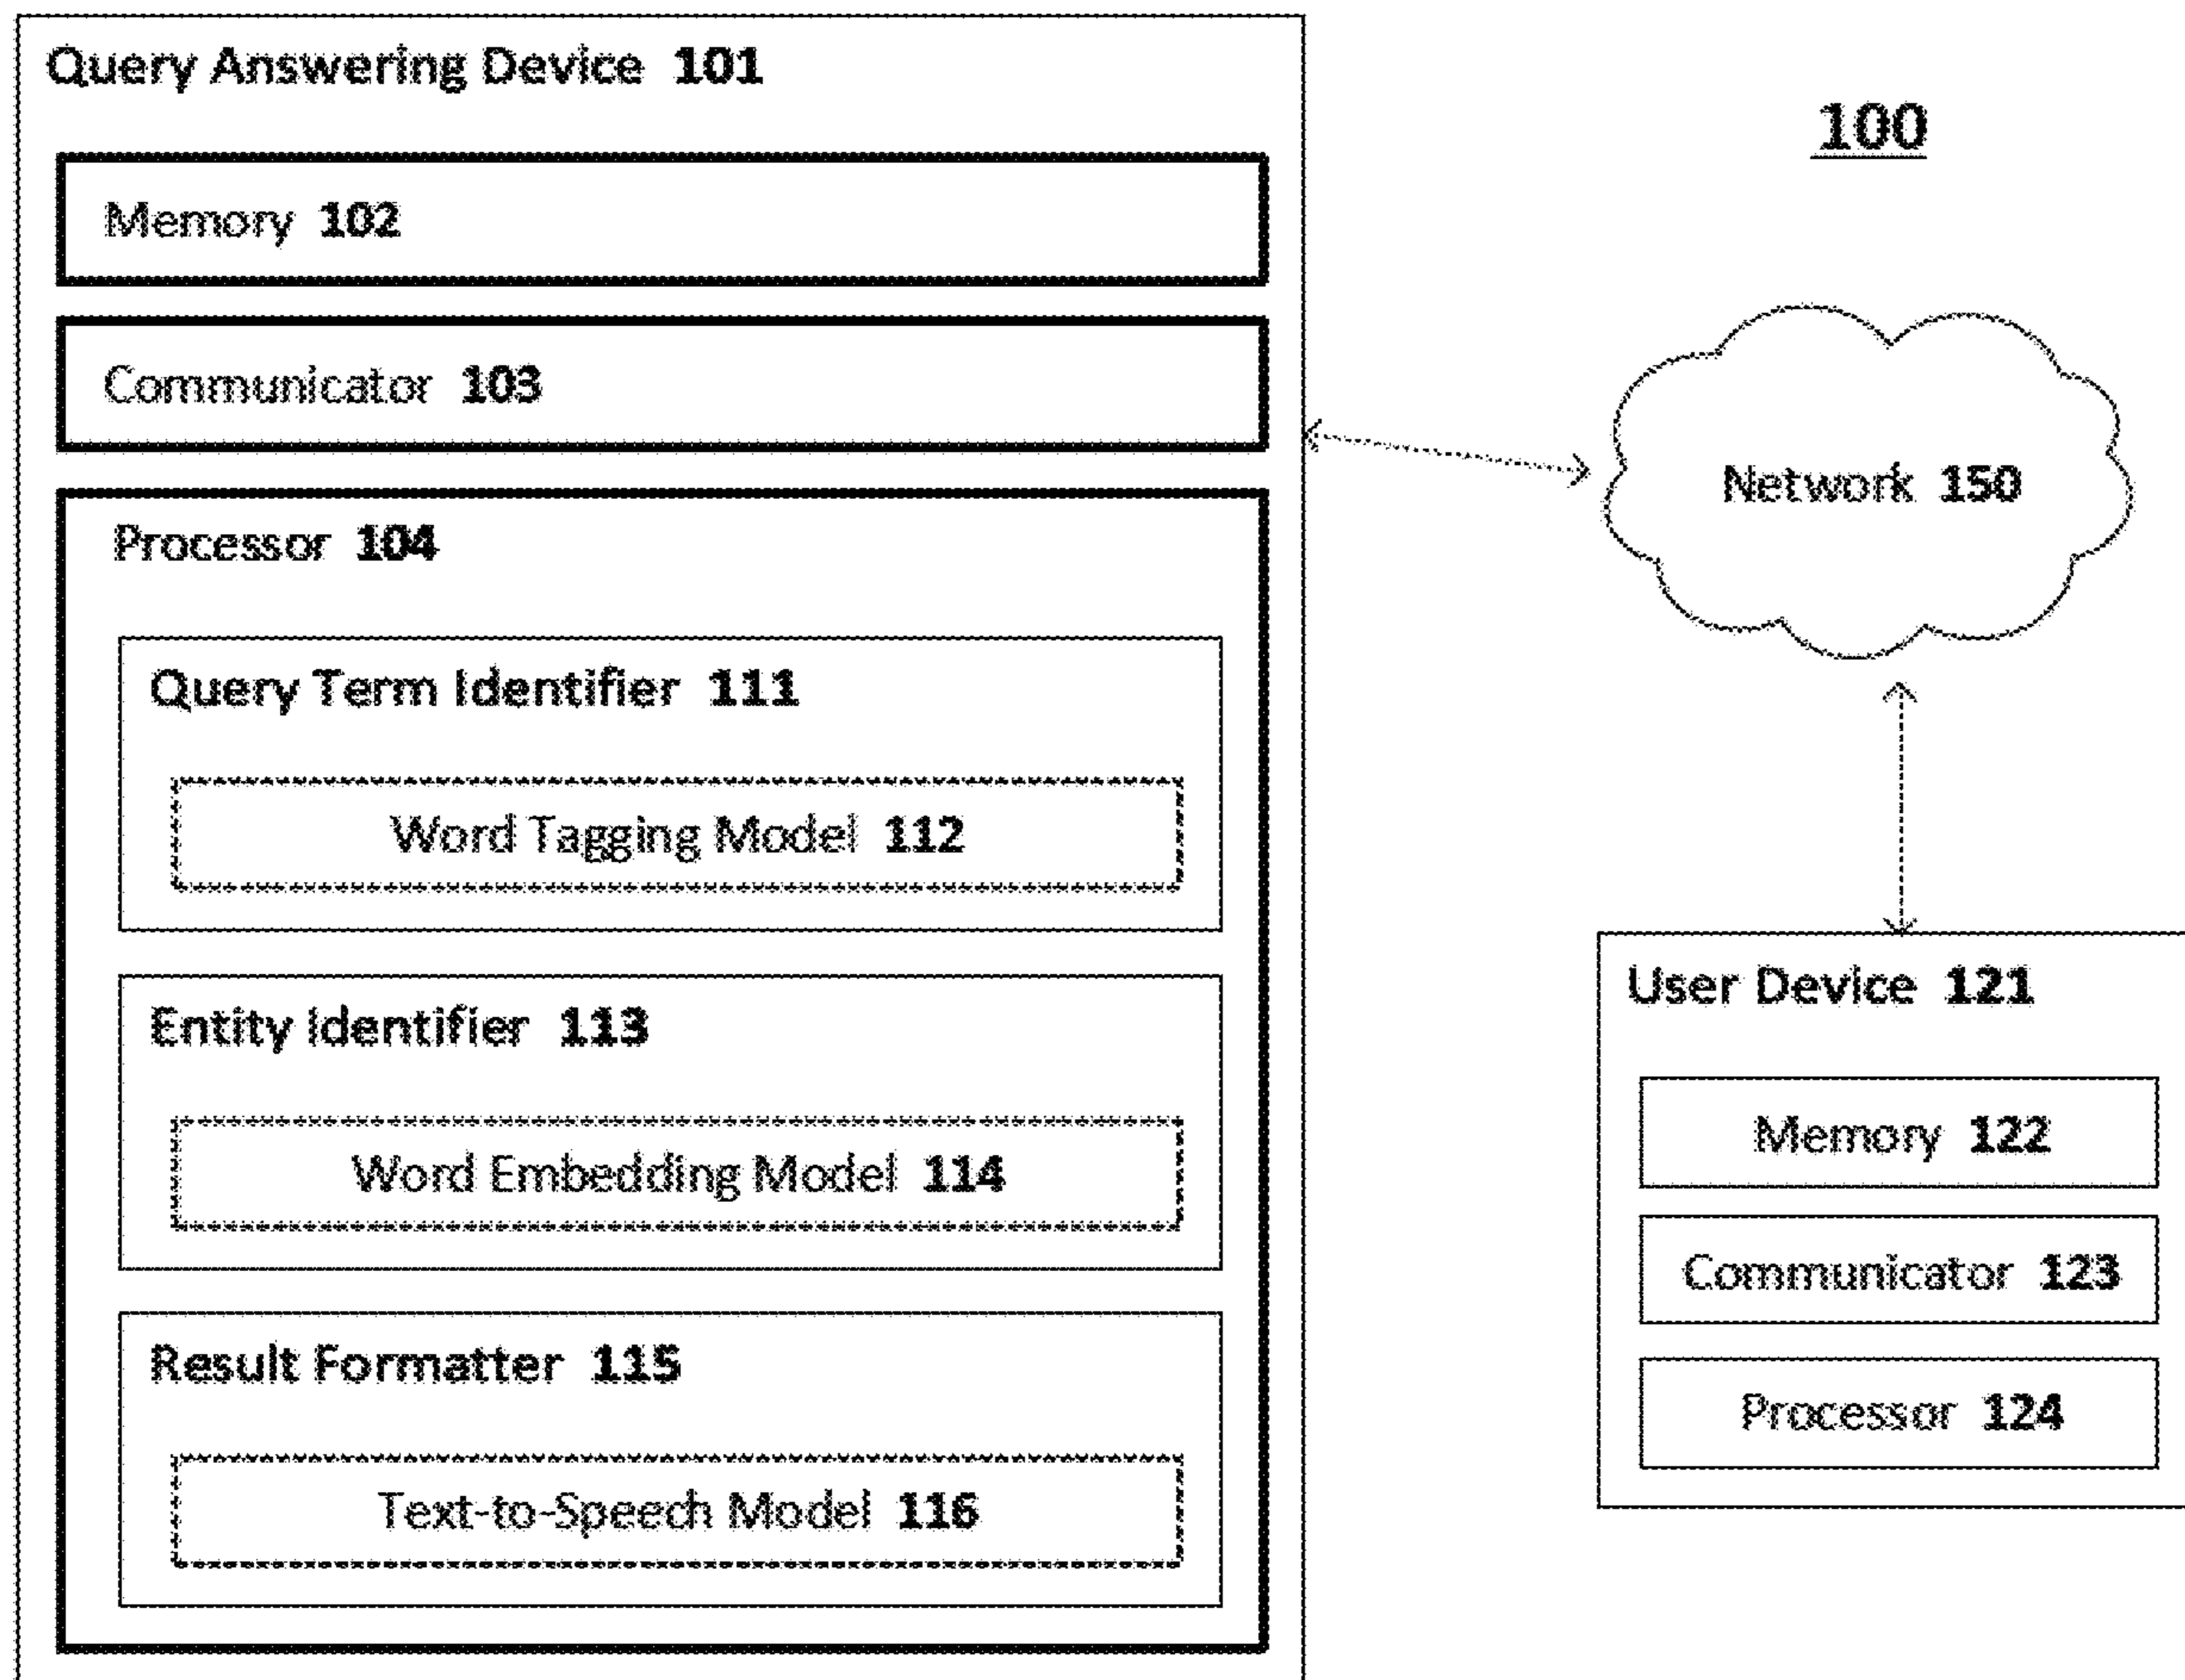 Query Answering Device 101
Memory 102
Communicator 103
Processor 104
Query Term Identifier 111
Word Tagging Model 112
Entity Identifier 113
Word Embedding Model 114
Result Formatter 115
Text-to-Speech Model 116
100
Network 150
User Device 121
Memory 122
Communicator 123
Processor 124